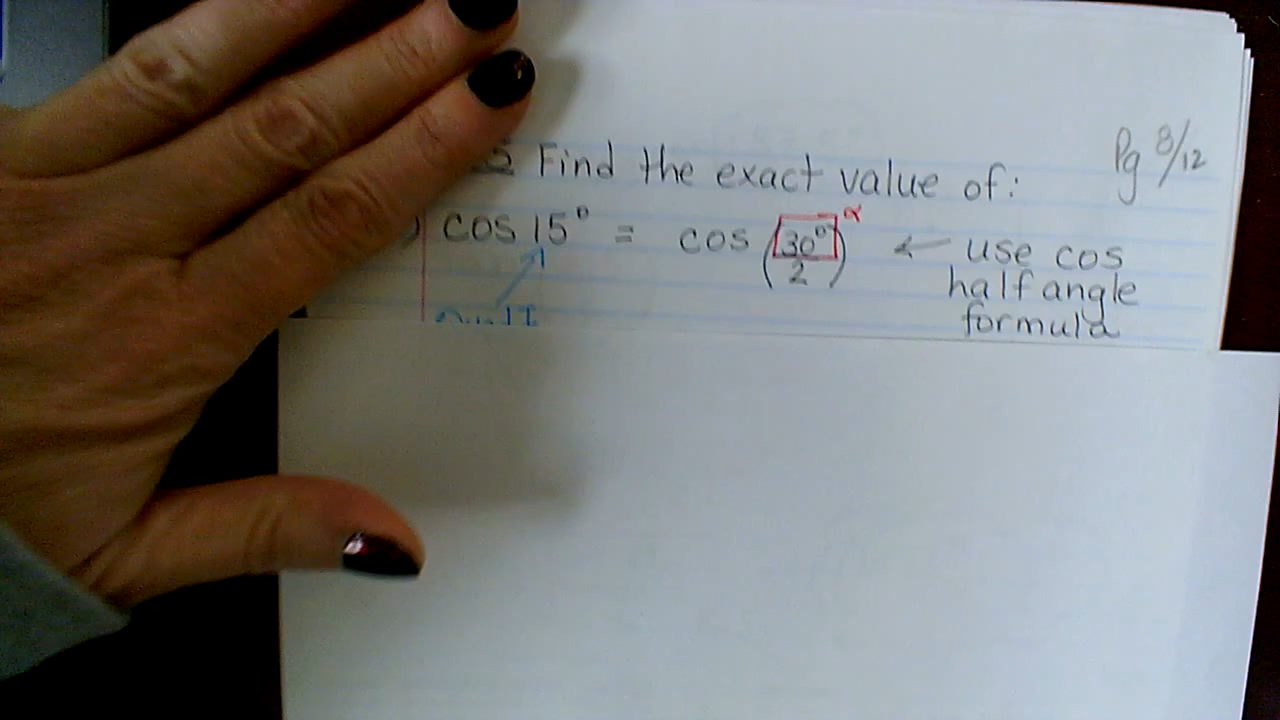 Find the exact value of:
Pg 8/12
cos 15° = cos (30°/2) α ← use cos
half angle
formula